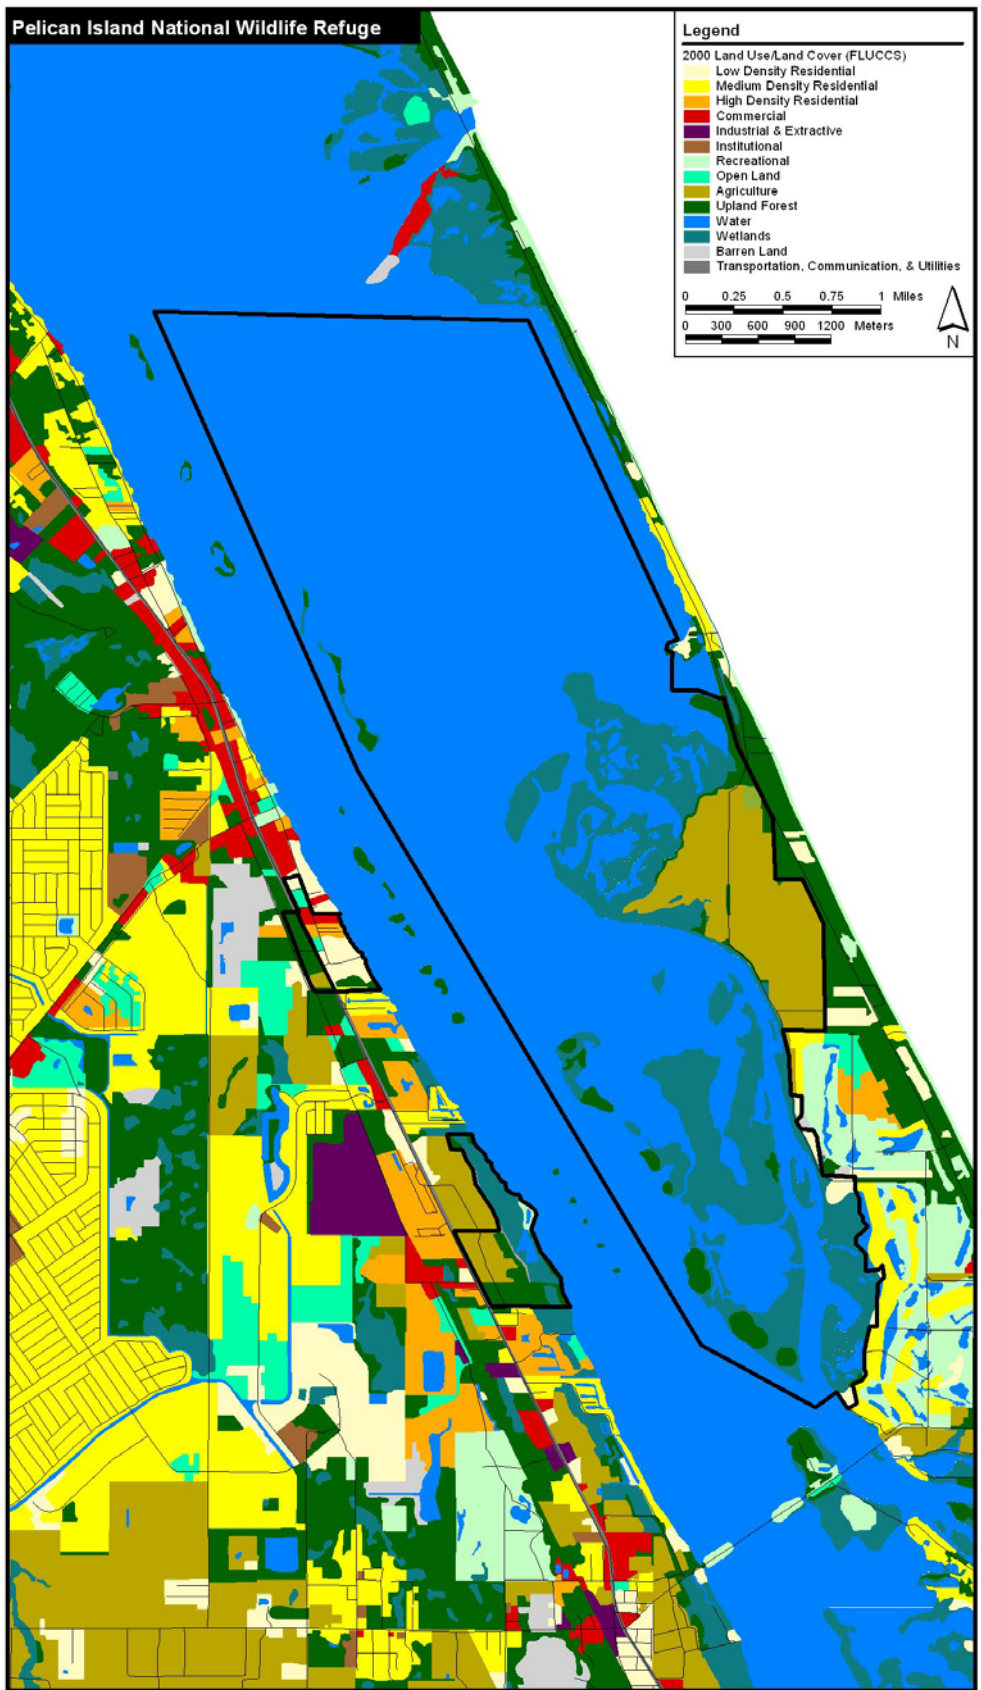 Pelican Island National Wildlife Refuge
Legend
2000 Land Use/Land Cover (FLUCCS)
Low Density Residential
Medium Density Residential
High Density Residential
Commercial
Industrial & Extractive
Institutional
Recreational
Open Land
Agriculture
Upland Forest
Water
Wetlands
Barren Land
Transportation, Communication, & Utilities
0 0.25 0.5 0.75 1 Miles
0 300 600 900 1200 Meters
N